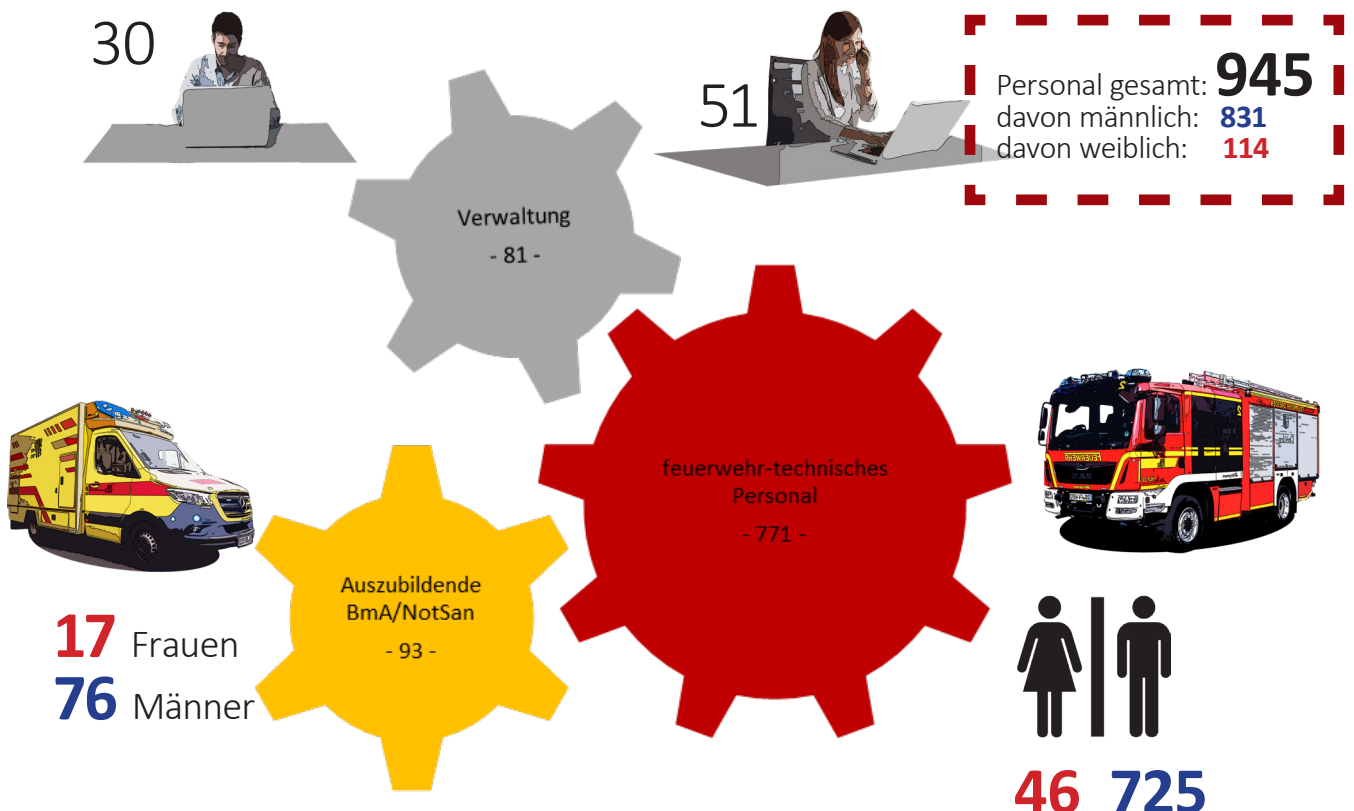 30
51
Personal gesamt: 945
davon männlich: 831
davon weiblich: 114
Verwaltung
- 81 -
feuerwehr-technisches
Personal
- 771 -
Auszubildende
BmA/NotSan
- 93 -
17 Frauen
76 Männer
46 725